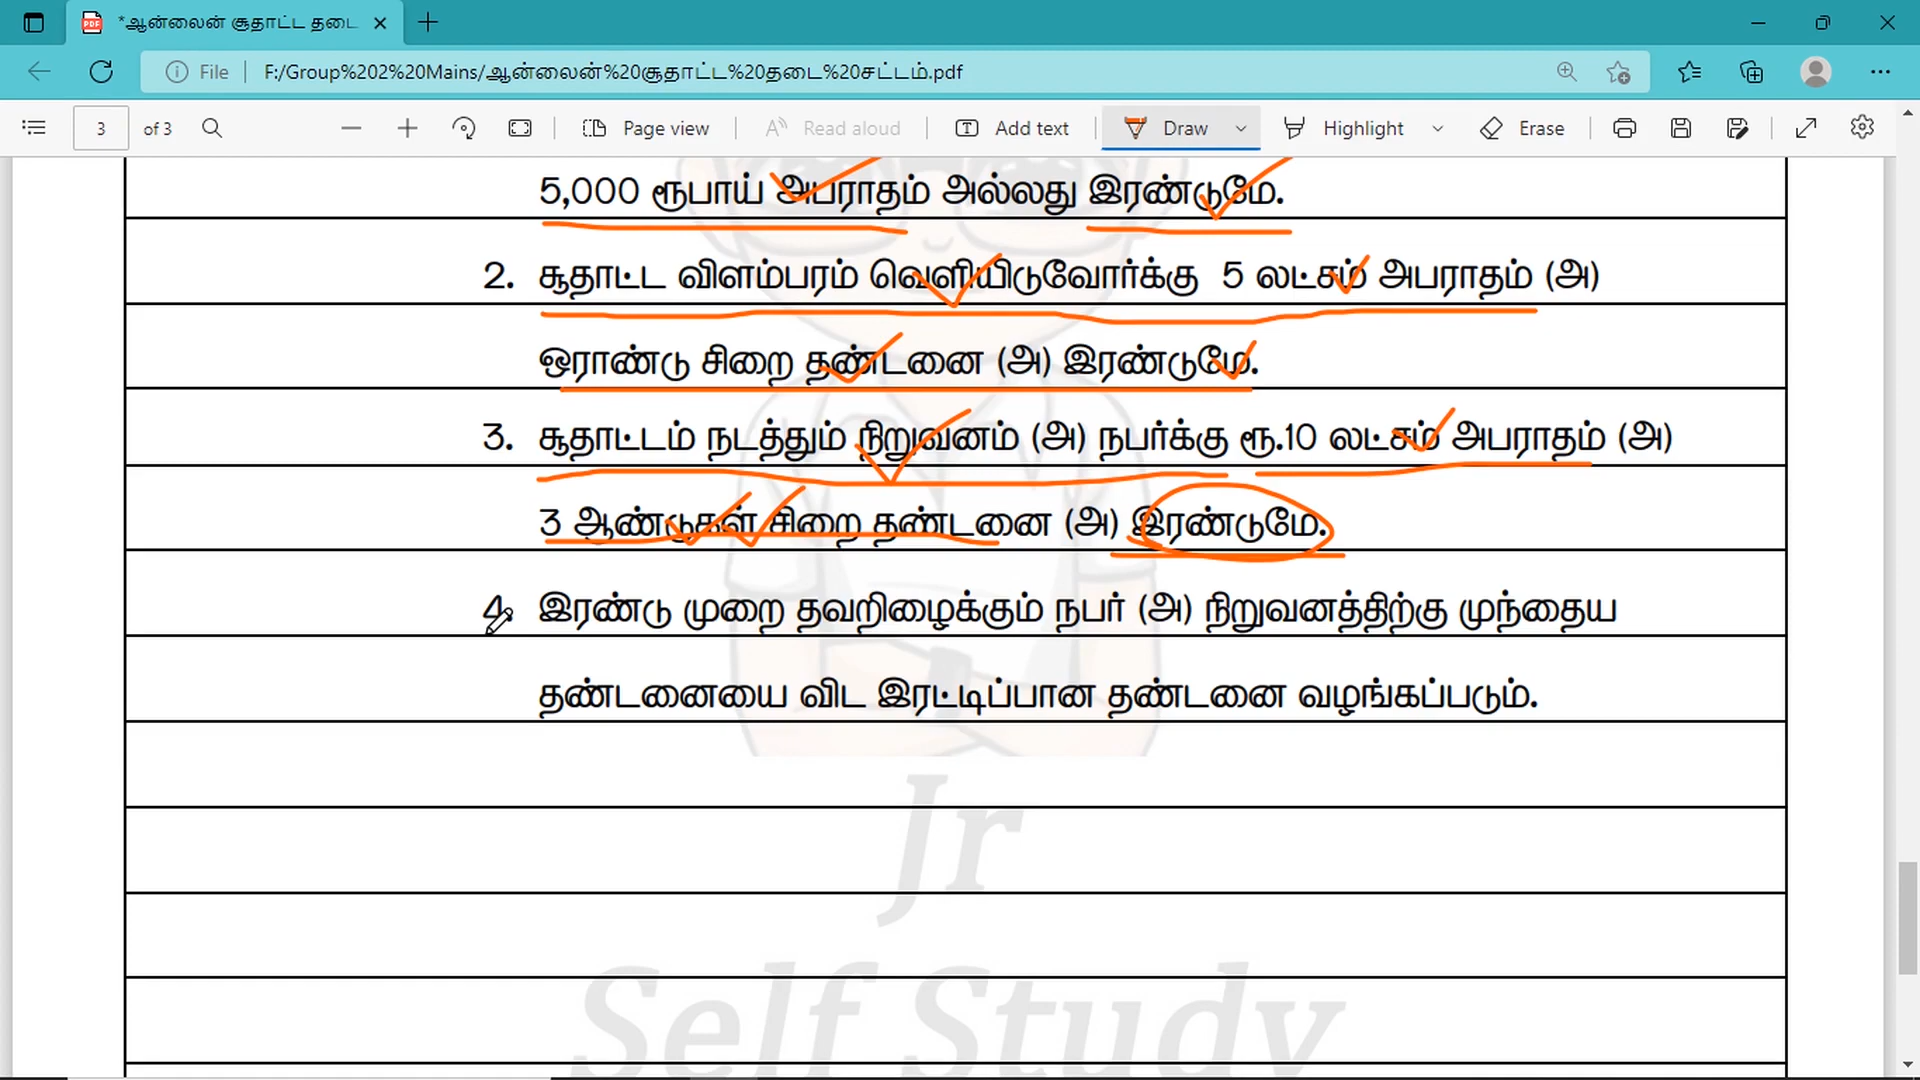 *ஆன்லைன் சூதாட்ட தடை
File
F:/Group%202%20Mains/ஆன்லைன்%20சூதாட்ட%20தடை%20சட்டம்.pdf
3 of 3 Page view Read aloud Add text Draw Highlight Erase
5,000 ரூபாய் அபராதம் அல்லது இரண்டுமே.
2. சூதாட்ட விளம்பரம் வெளியிடுவோர்க்கு 5 லட்சம் அபராதம் (அ)
ஓராண்டு சிறை தண்டனை (அ) இரண்டுமே.
3. சூதாட்டம் நடத்தும் நிறுவனம் (அ) நபர்க்கு ரூ.10 லட்சம் அபராதம் (அ)
3 ஆண்டுகள் சிறை தண்டனை (அ) இரண்டுமே.
4. இரண்டு முறை தவறிழைக்கும் நபர் (அ) நிறுவனத்திற்கு முந்தைய
தண்டனையை விட இரட்டிப்பான தண்டனை வழங்கப்படும்.
Jr
Self Study